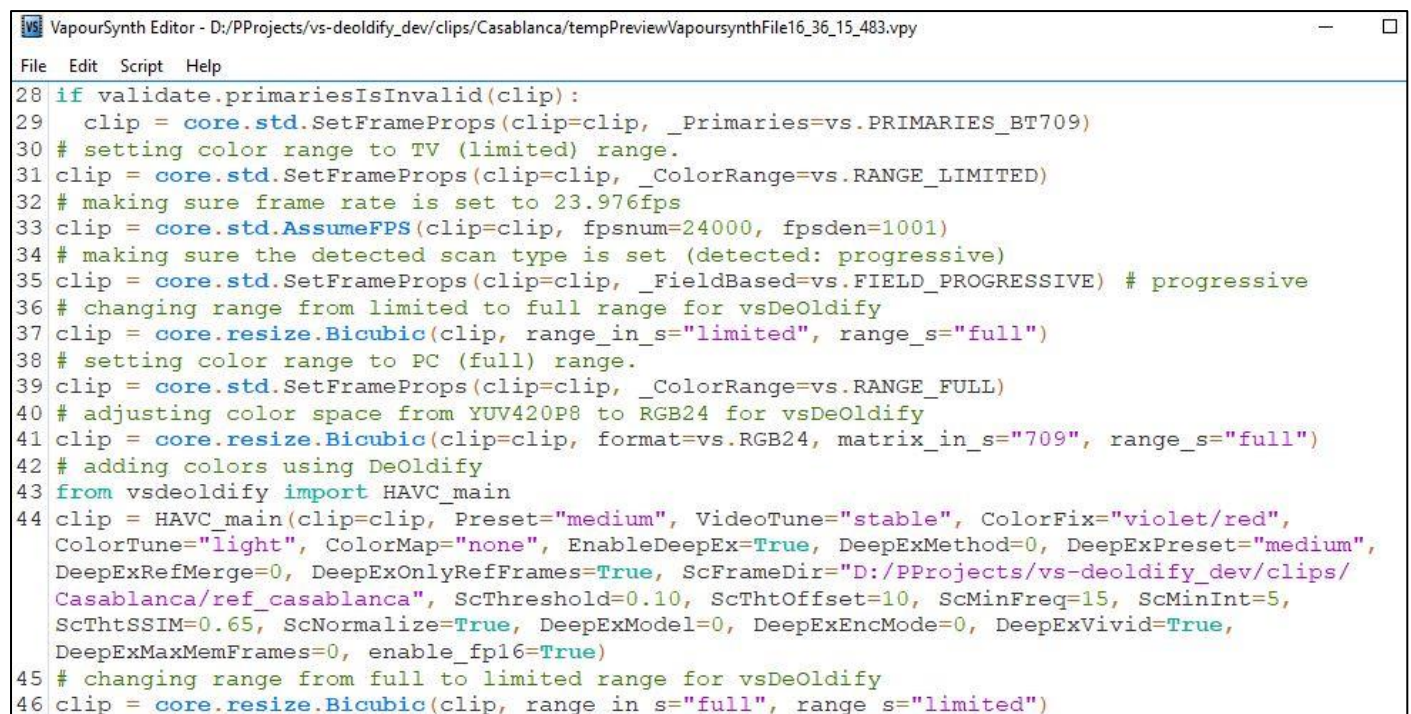 VapourSynth Editor - D:/PProjects/vs-deoldify_dev/clips/Casablanca/tempPreviewVapoursynthFile16_36_15_483.vpy
File Edit Script Help
28 if validate.primariesIsInvalid(clip):
29   clip = core.std.SetFrameProps(clip=clip, _Primaries=vs.PRIMARIES_BT709)
30 # setting color range to TV (limited) range.
31 clip = core.std.SetFrameProps(clip=clip, _ColorRange=vs.RANGE_LIMITED)
32 # making sure frame rate is set to 23.976fps
33 clip = core.std.AssumeFPS(clip=clip, fpsnum=24000, fpsden=1001)
34 # making sure the detected scan type is set (detected: progressive)
35 clip = core.std.SetFrameProps(clip=clip, _FieldBased=vs.FIELD_PROGRESSIVE) # progressive
36 # changing range from limited to full range for vsDeOldify
37 clip = core.resize.Bicubic(clip, range_in_s="limited", range_s="full")
38 # setting color range to PC (full) range.
39 clip = core.std.SetFrameProps(clip=clip, _ColorRange=vs.RANGE_FULL)
40 # adjusting color space from YUV420P8 to RGB24 for vsDeOldify
41 clip = core.resize.Bicubic(clip=clip, format=vs.RGB24, matrix_in_s="709", range_s="full")
42 # adding colors using DeOldify
43 from vsdeoldify import HAVC_main
44 clip = HAVC_main(clip=clip, Preset="medium", VideoTune="stable", ColorFix="violet/red",
ColorTune="light", ColorMap="none", EnableDeepEx=True, DeepExMethod=0, DeepExPreset="medium",
DeepExRefMerge=0, DeepExOnlyRefFrames=True, ScFrameDir="D:/PProjects/vs-deoldify_dev/clips/
Casablanca/ref_casablanca", ScThreshold=0.10, ScThtOffset=10, ScMinFreq=15, ScMinInt=5,
ScThtSSIM=0.65, ScNormalize=True, DeepExModel=0, DeepExEncMode=0, DeepExVivid=True,
DeepExMaxMemFrames=0, enable_fp16=True)
45 # changing range from full to limited range for vsDeOldify
46 clip = core.resize.Bicubic(clip, range_in_s="full", range_s="limited")